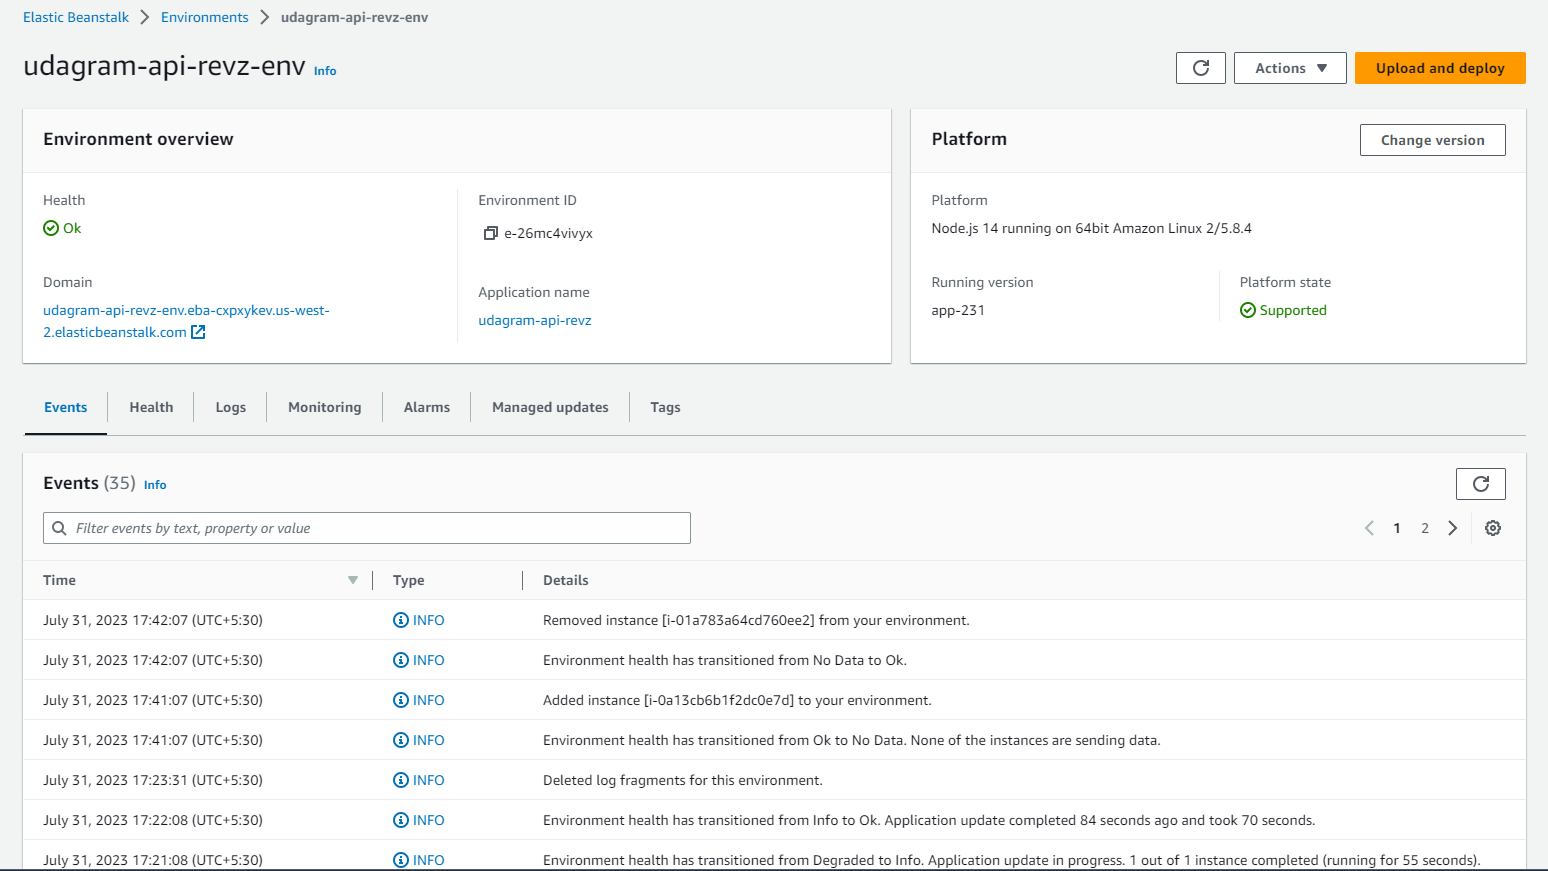 Elastic Beanstalk > Environments > udagram-api-revz-env
udagram-api-revz-env Info
Actions
Upload and deploy
Environment overview
Health
Ok
Domain
udagram-api-revz-env.eba-cxpxykev.us-west-
2.elasticbeanstalk.com
Environment ID
e-26mc4vivyx
Application name
udagram-api-revz
Platform
Change version
Platform
Node.js 14 running on 64bit Amazon Linux 2/5.8.4
Running version
app-231
Platform state
Supported
Events Health Logs Monitoring Alarms Managed updates Tags
Events (35) Info
Filter events by text, property or value
1 2
Time Type Details
July 31, 2023 17:42:07 (UTC+5:30) INFO Removed instance [i-01a783a64cd760ee2] from your environment.
July 31, 2023 17:42:07 (UTC+5:30) INFO Environment health has transitioned from No Data to Ok.
July 31, 2023 17:41:07 (UTC+5:30) INFO Added instance [i-0a13cb6b1f2dc0e7d] to your environment.
July 31, 2023 17:41:07 (UTC+5:30) INFO Environment health has transitioned from Ok to No Data. None of the instances are sending data.
July 31, 2023 17:23:31 (UTC+5:30) INFO Deleted log fragments for this environment.
July 31, 2023 17:22:08 (UTC+5:30) INFO Environment health has transitioned from Info to Ok. Application update completed 84 seconds ago and took 70 seconds.
July 31, 2023 17:21:08 (UTC+5:30) INFO Environment health has transitioned from Degraded to Info. Application update in progress. 1 out of 1 instance completed (running for 55 seconds).